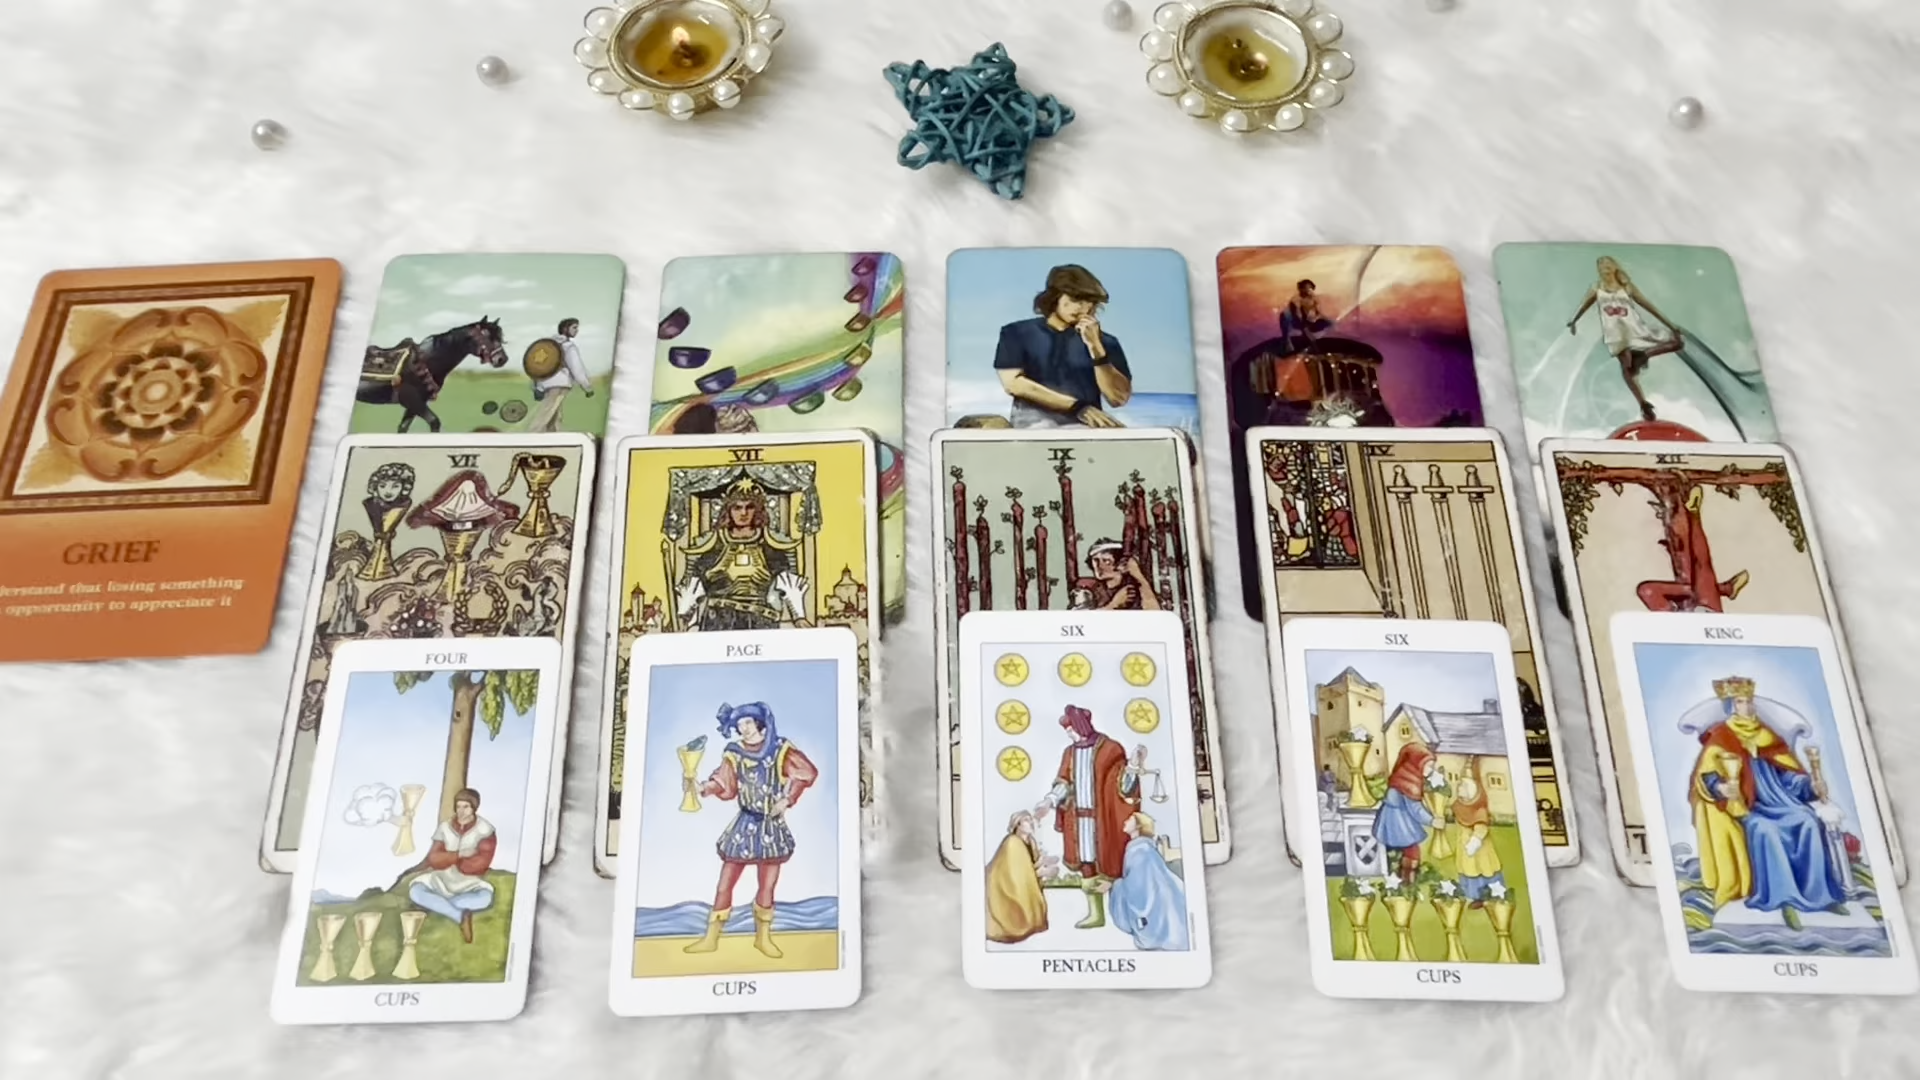 GRIEF
that losing something
opportunity to appreciate it
VII
VII
IX
IV
XII
FOUR
CUPS
PAGE
CUPS
SIX
PENTACLES
SIX
CUPS
KING
CUPS